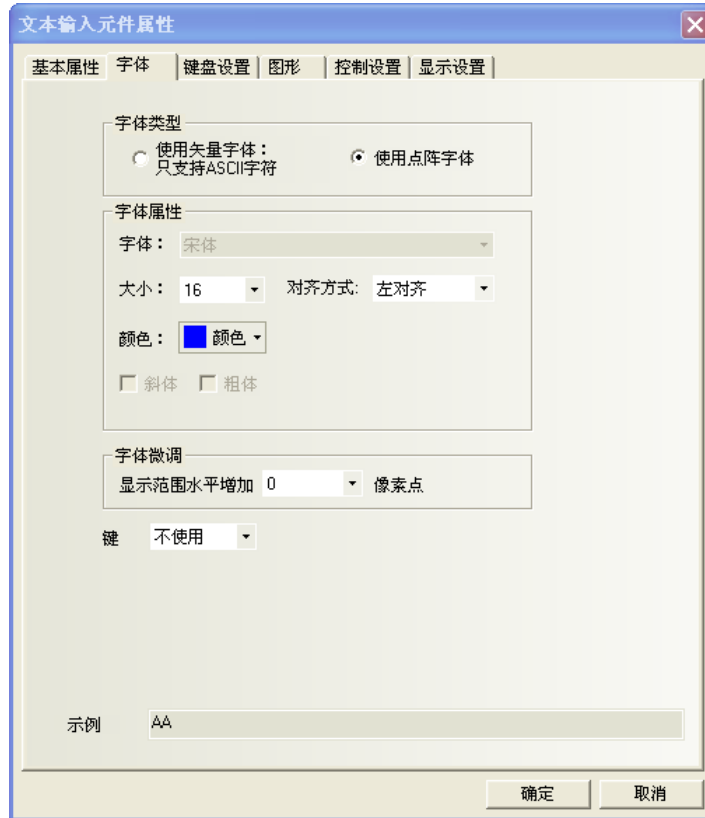 文本输入元件属性
基本属性 字体 键盘设置 图形 控制设置 显示设置
字体类型
使用矢量字体：
只支持ASCII字符
使用点阵字体
字体属性
字体： 宋体
大小： 16 对齐方式: 左对齐
颜色： 颜色
斜体 粗体
字体微调
显示范围水平增加 0 像素点
键 不使用
示例 AA
确定 取消